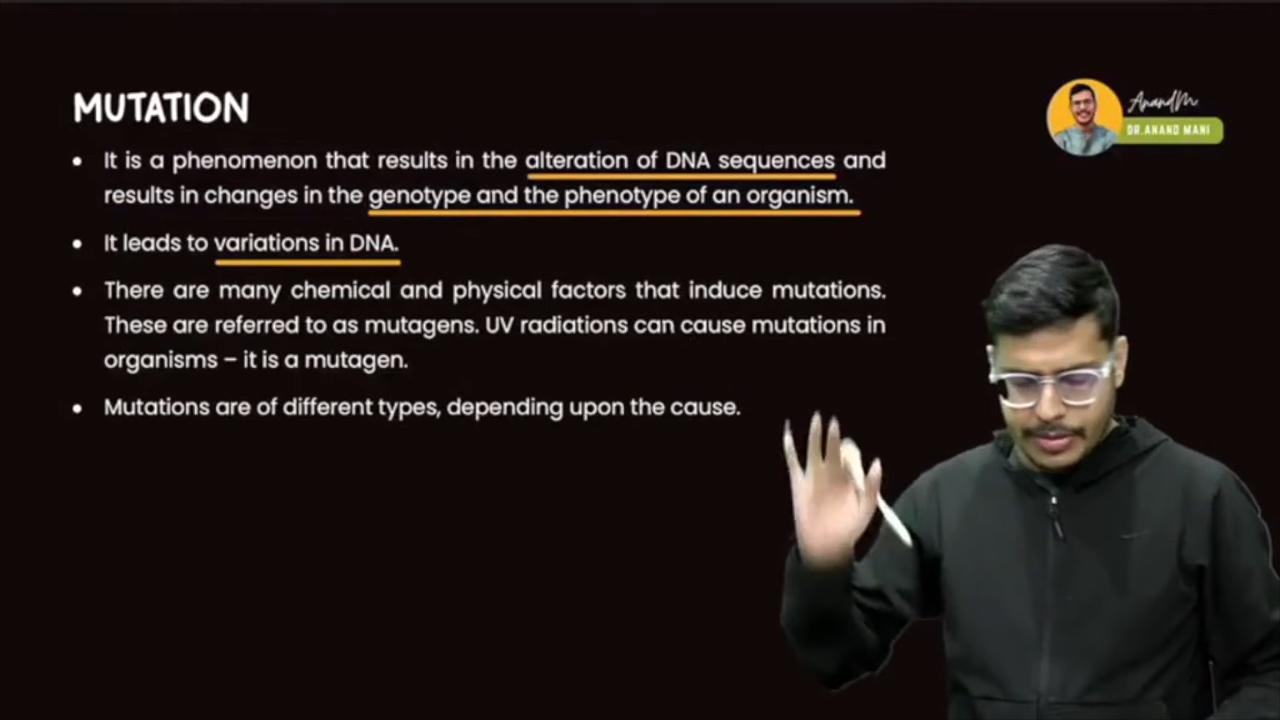 MUTATION
AnandM
DR.ANAND MANI
• It is a phenomenon that results in the alteration of DNA sequences and
results in changes in the genotype and the phenotype of an organism.
• It leads to variations in DNA.
• There are many chemical and physical factors that induce mutations.
These are referred to as mutagens. UV radiations can cause mutations in
organisms – it is a mutagen.
• Mutations are of different types, depending upon the cause.